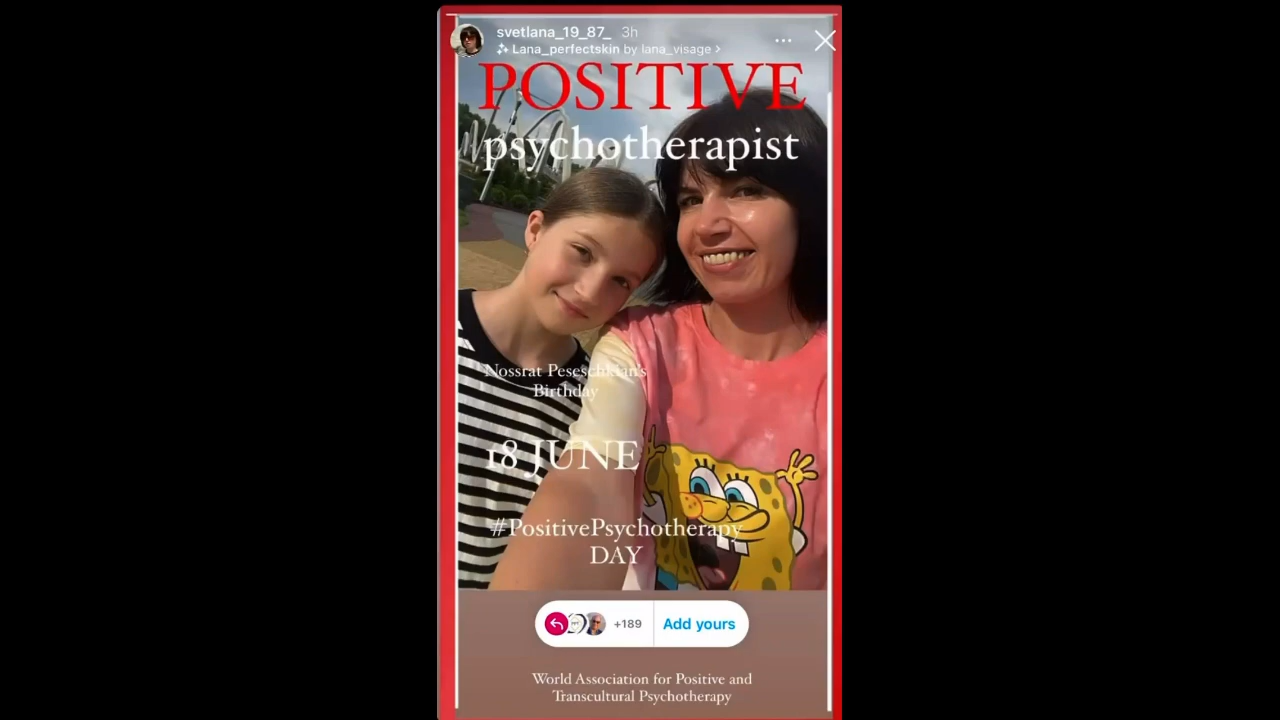 svetlana_19_87_ 3h
Lana_perfectskin by lana_visage >
POSITIVE
psychotherapist
Nossrat Peseschkian's
Birthday
18 JUNE
#PositivePsychotherapy
DAY
+189
Add yours
World Association for Positive and
Transcultural Psychotherapy